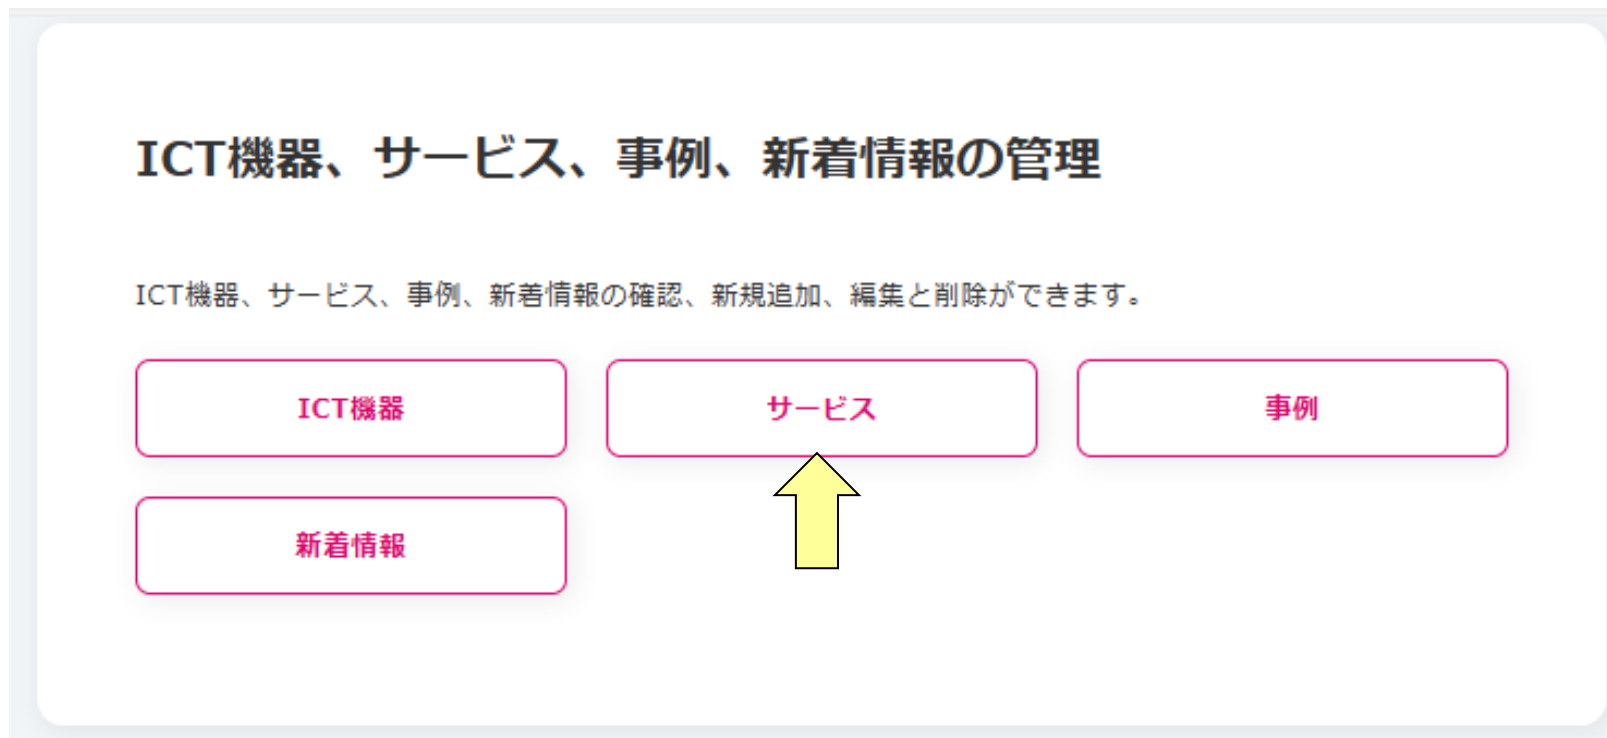 ICT機器、サービス、事例、新着情報の管理
ICT機器、サービス、事例、新着情報の確認、新規追加、編集と削除ができます。
ICT機器
サービス
事例
新着情報